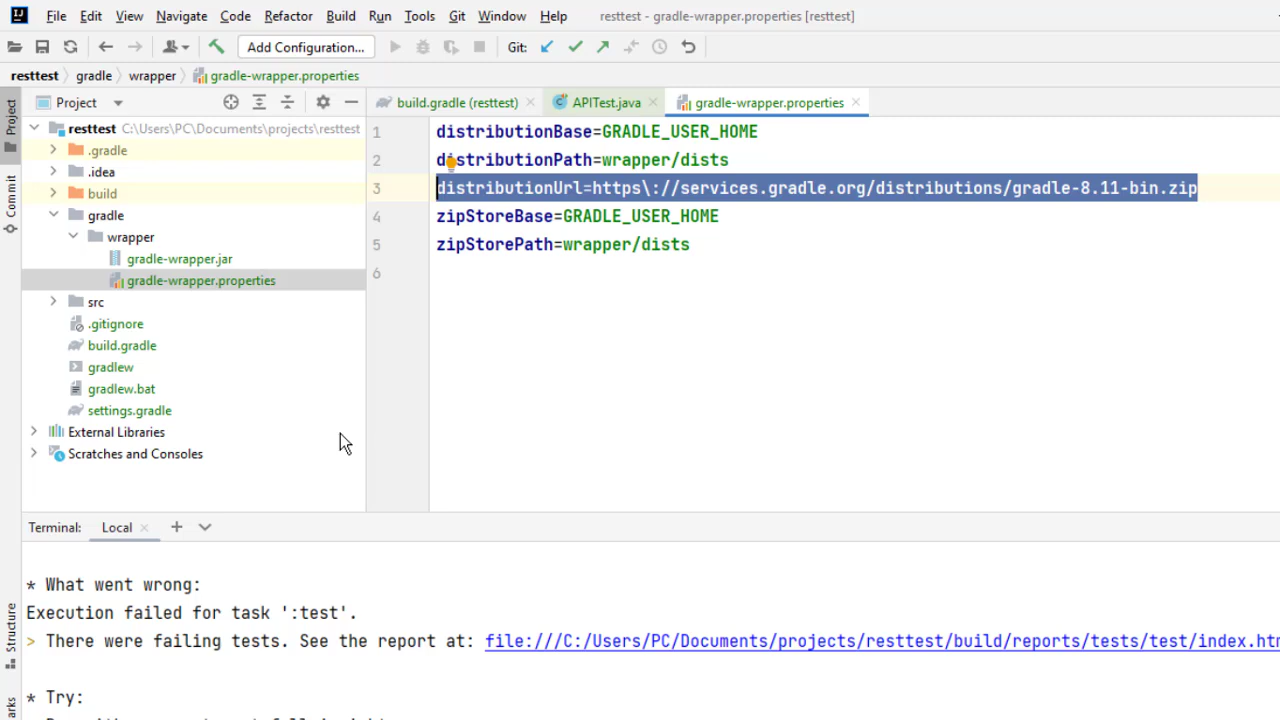 File Edit View Navigate Code Refactor Build Run Tools Git Window Help resttest - gradle-wrapper.properties [resttest]
Add Configuration... Git:
resttest gradle wrapper gradle-wrapper.properties
Project
Project
build.gradle (resttest) APITest.java gradle-wrapper.properties
resttest C:\Users\PC\Documents\projects\resttest
.gradle
.idea
build
gradle
wrapper
gradle-wrapper.jar
gradle-wrapper.properties
src
.gitignore
build.gradle
gradlew
gradlew.bat
settings.gradle
External Libraries
Scratches and Consoles
Commit
1 distributionBase=GRADLE_USER_HOME
2 distributionPath=wrapper/dists
3 distributionUrl=https\://services.gradle.org/distributions/gradle-8.11-bin.zip
4 zipStoreBase=GRADLE_USER_HOME
5 zipStorePath=wrapper/dists
6
Terminal: Local
* What went wrong:
Execution failed for task ':test'.
> There were failing tests. See the report at: file:///C:/Users/PC/Documents/projects/resttest/build/reports/tests/test/index.htm
* Try:
Structure